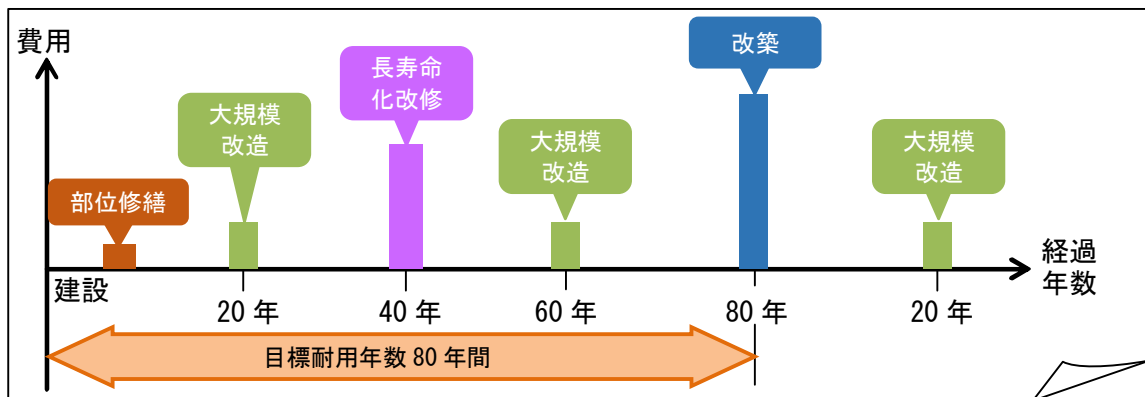 費用
部位修繕
大規模
改造
長寿命
化改修
大規模
改造
改築
大規模
改造
経過
年数
建設
20 年
40 年
60 年
80 年
20 年
目標耐用年数 80 年間